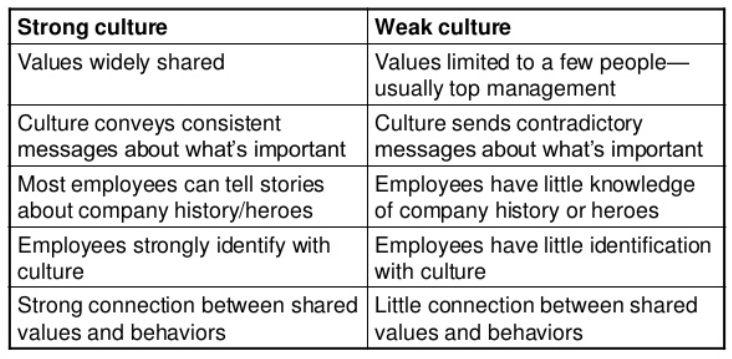 Strong culture
Weak culture
Values widely shared
Values limited to a few people—
usually top management
Culture conveys consistent
messages about what's important
Culture sends contradictory
messages about what's important
Most employees can tell stories
about company history/heroes
Employees have little knowledge
of company history or heroes
Employees strongly identify with
culture
Employees have little identification
with culture
Strong connection between shared
values and behaviors
Little connection between shared
values and behaviors